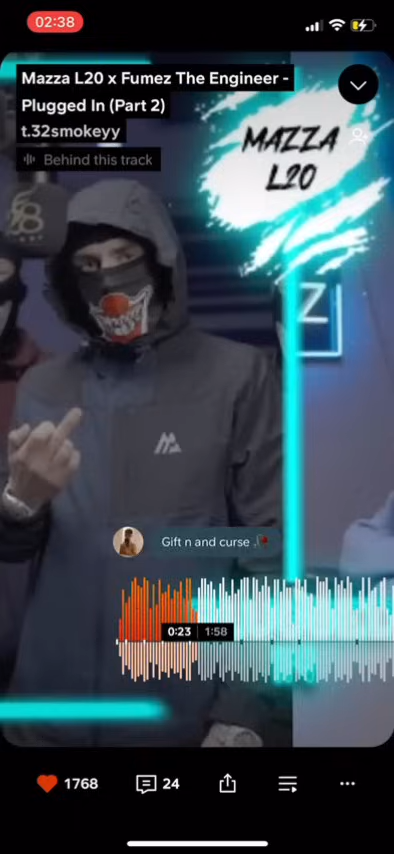 02:38
Mazza L20 x Fumez The Engineer -
Plugged In (Part 2)
t.32smokeyy
Behind this track
MAZZA
L20
Z
Gift n and curse
0:23 1:58
1768
24